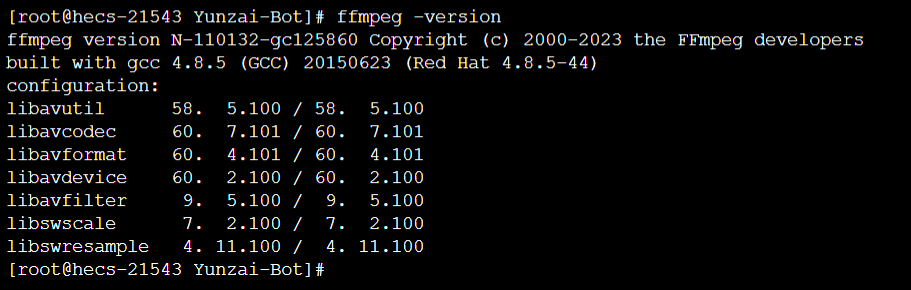 [root@hecs-21543 Yunzai-Bot]# ffmpeg -version
ffmpeg version N-110132-gc125860 Copyright (c) 2000-2023 the FFmpeg developers
built with gcc 4.8.5 (GCC) 20150623 (Red Hat 4.8.5-44)
configuration:
libavutil      58.  5.100 / 58.  5.100
libavcodec     60.  7.101 / 60.  7.101
libavformat    60.  4.101 / 60.  4.101
libavdevice    60.  2.100 / 60.  2.100
libavfilter     9.  5.100 /  9.  5.100
libswscale      7.  2.100 /  7.  2.100
libswresample   4. 11.100 /  4. 11.100
[root@hecs-21543 Yunzai-Bot]#